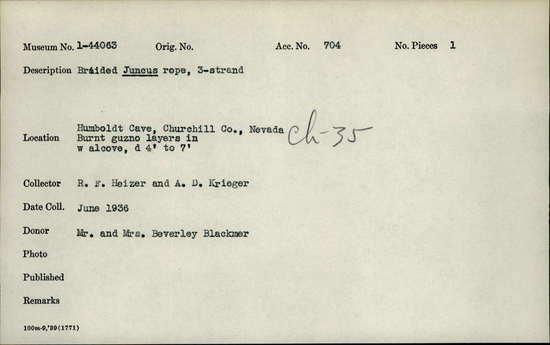 Museum No. 1-44063 Orig. No. Acc. No. 704 No. Pieces 1
Description Braided Juncus rope, 3-strand
Humboldt Cave, Churchill Co., Nevada
Location Burnt guzno layers in
w alcove, d 4' to 7'
Ch-35
Collector R. F. Heizer and A. D. Krieger
Date Coll. June 1936
Donor Mr. and Mrs. Beverley Blackmer
Photo
Published
Remarks
100m-9,'39(1771)